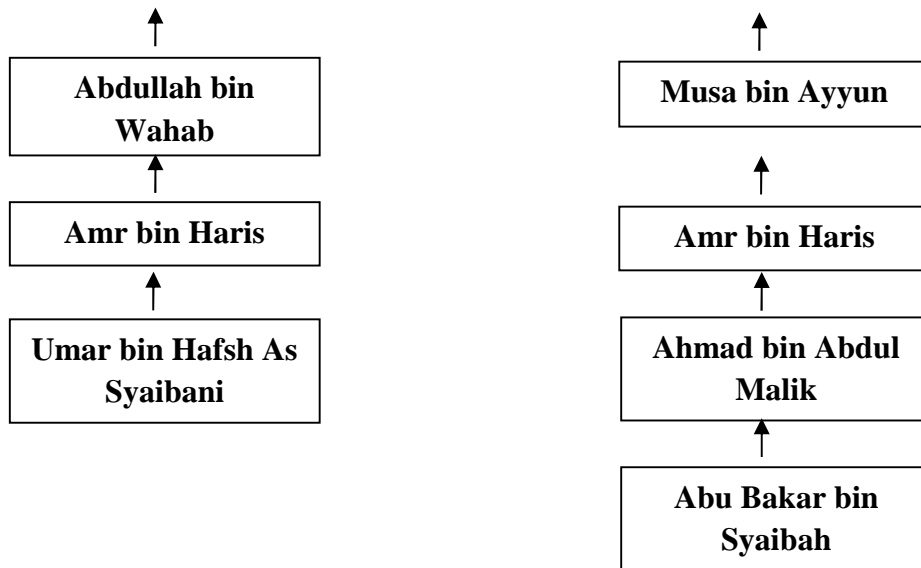 Abdullah bin
Wahab
Amr bin Haris
Umar bin Hafsh As
Syaibani
Musa bin Ayyun
Amr bin Haris
Ahmad bin Abdul
Malik
Abu Bakar bin
Syaibah